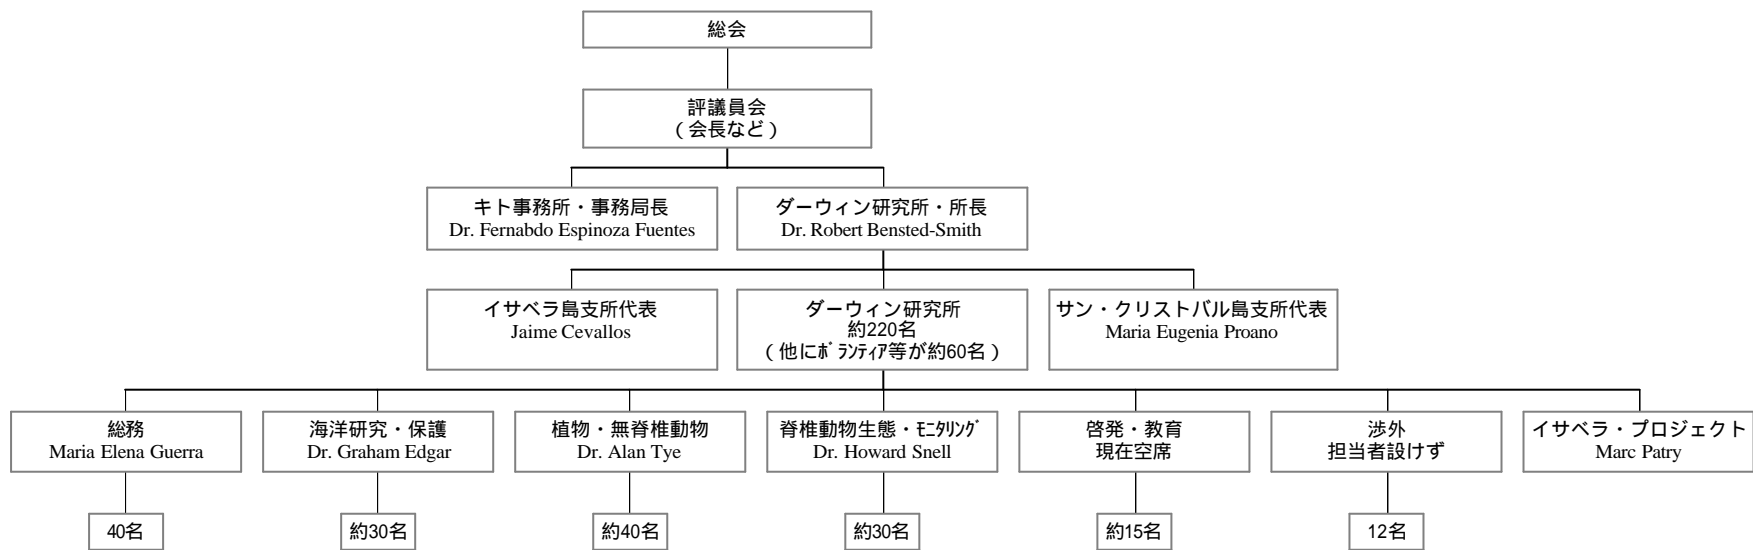 総会
評議員会
(会長など)
キト事務所・事務局長
Dr. Fernabdo Espinoza Fuentes
ダーウィン研究所・所長
Dr. Robert Bensted-Smith
イサベラ島支所代表
Jaime Cevallos
ダーウィン研究所
約220名
(他にﾎﾞﾗﾝﾃｨｱ等が約60名)
サン・クリストバル島支所代表
Maria Eugenia Proano
総務
Maria Elena Guerra
海洋研究・保護
Dr. Graham Edgar
植物・無脊椎動物
Dr. Alan Tye
脊椎動物生態・ﾓﾆﾀﾘﾝｸﾞ
Dr. Howard Snell
啓発・教育
現在空席
渉外
担当者設けず
イサベラ・プロジェクト
Marc Patry
40名
約30名
約40名
約30名
約15名
12名